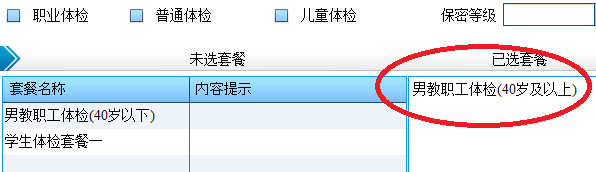 职业体检 普通体检 儿童体检 保密等级
未选套餐 已选套餐
套餐名称 内容提示 男教职工体检(40岁及以上)
男教职工体检(40岁以下)
学生体检套餐一